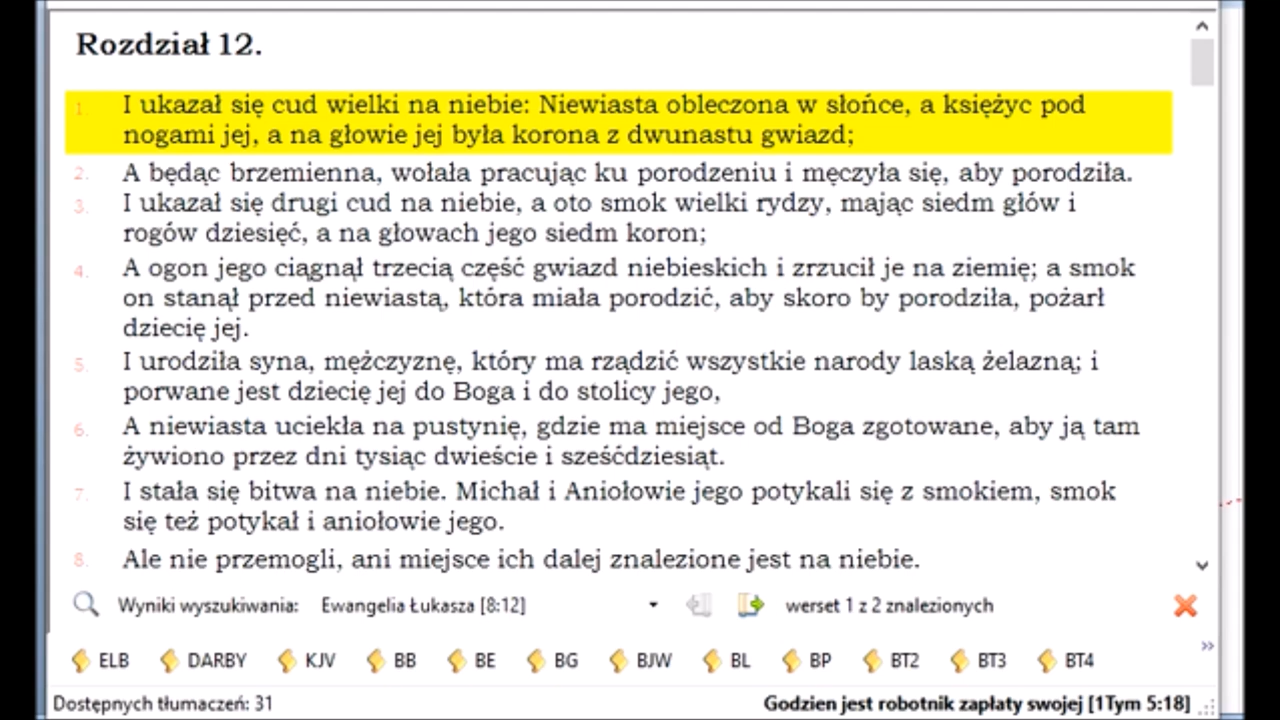 Rozdział 12.
1. I ukazał się cud wielki na niebie: Niewiasta obleczona w słońce, a księżyc pod
nogami jej, a na głowie jej była korona z dwunastu gwiazd;
2. A będąc brzemienna, wołała pracując ku porodzeniu i męczyła się, aby porodziła.
3. I ukazał się drugi cud na niebie, a oto smok wielki rydzy, mając siedm głów i
rogów dziesięć, a na głowach jego siedm koron;
4. A ogon jego ciągnął trzecią część gwiazd niebieskich i zrzucił je na ziemię; a smok
on stanął przed niewiastą, która miała porodzić, aby skoro by porodziła, pożarł
dziecię jej.
5. I urodziła syna, mężczyznę, który ma rządzić wszystkie narody laską żelazną; i
porwane jest dziecię jej do Boga i do stolicy jego,
6. A niewiasta uciekła na pustynię, gdzie ma miejsce od Boga zgotowane, aby ją tam
żywiono przez dni tysiąc dwieście i sześćdziesiąt.
7. I stała się bitwa na niebie. Michał i Aniołowie jego potykali się z smokiem, smok
się też potykał i aniołowie jego.
8. Ale nie przemogli, ani miejsce ich dalej znalezione jest na niebie.
Wyniki wyszukiwania: Ewangelia Łukasza [8:12] werset 1 z 2 znalezionych
ELB DARBY KJV BB BE BG BJW BL BP BT2 BT3 BT4 »
Dostępnych tłumaczeń: 31 Godzien jest robotnik zapłaty swojej [1Tym 5:18]